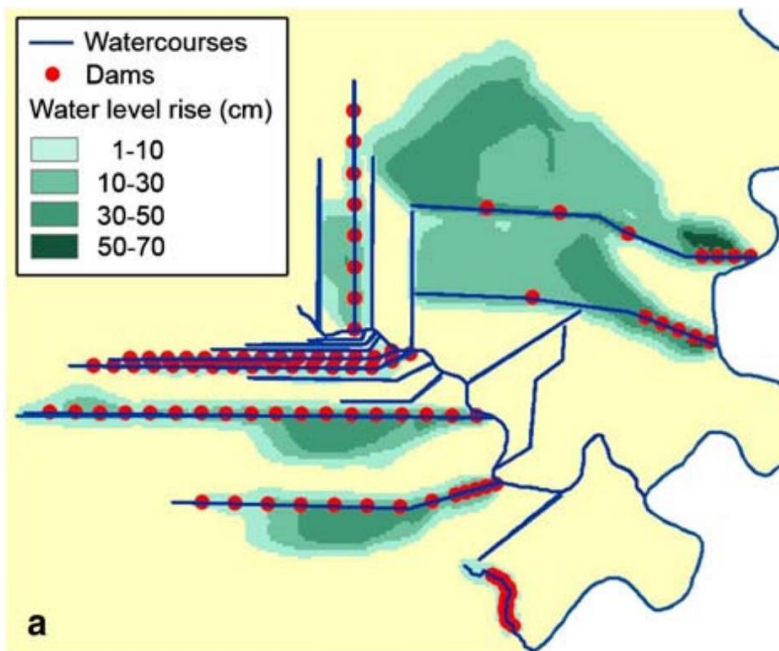 Watercourses
Dams
Water level rise (cm)
1-10
10-30
30-50
50-70
a